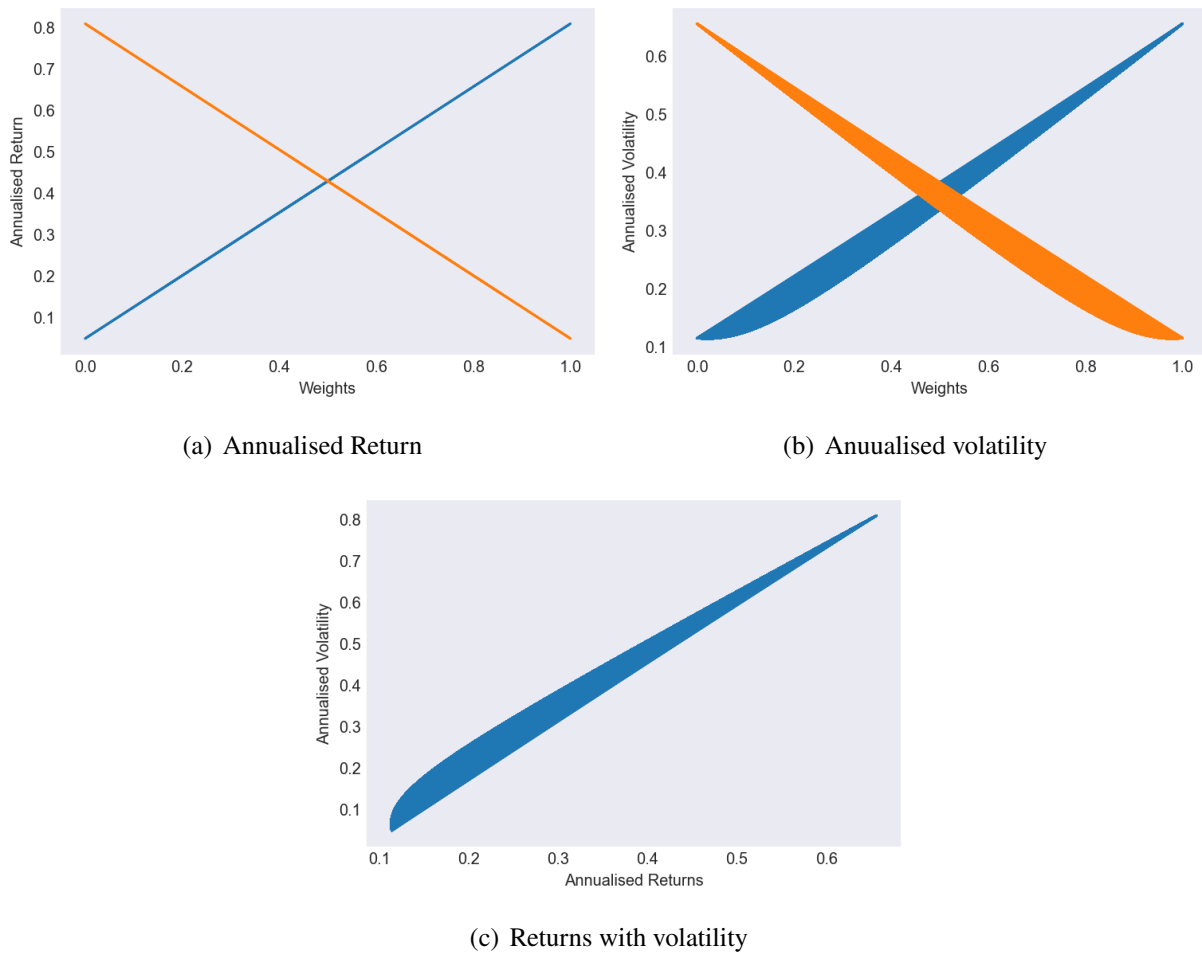 0.8
0.7
0.6
0.5
0.4
0.3
0.2
0.1
Annualised Return
0.0 0.2 0.4 0.6 0.8 1.0
Weights
(a) Annualised Return
0.6
0.5
0.4
0.3
0.2
0.1
Annualised Volatility
0.0 0.2 0.4 0.6 0.8 1.0
Weights
(b) Anuualised volatility
0.8
0.7
0.6
0.5
0.4
0.3
0.2
0.1
Annualised Volatility
0.1 0.2 0.3 0.4 0.5 0.6
Annualised Returns
(c) Returns with volatility